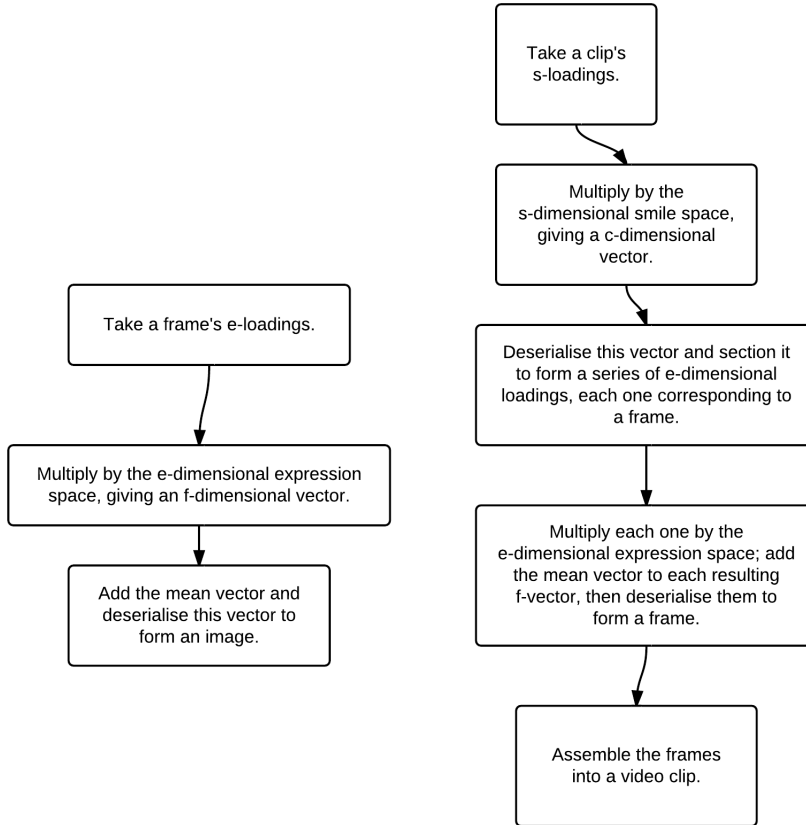 Take a frame's e-loadings.
Multiply by the e-dimensional expression
space, giving an f-dimensional vector.
Add the mean vector and
deserialise this vector to
form an image.
Take a clip's
s-loadings.
Multiply by the
s-dimensional smile space,
giving a c-dimensional
vector.
Deserialise this vector and section it
to form a series of e-dimensional
loadings, each one corresponding to
a frame.
Multiply each one by the
e-dimensional expression space; add
the mean vector to each resulting
f-vector, then deserialise them to
form a frame.
Assemble the frames
into a video clip.